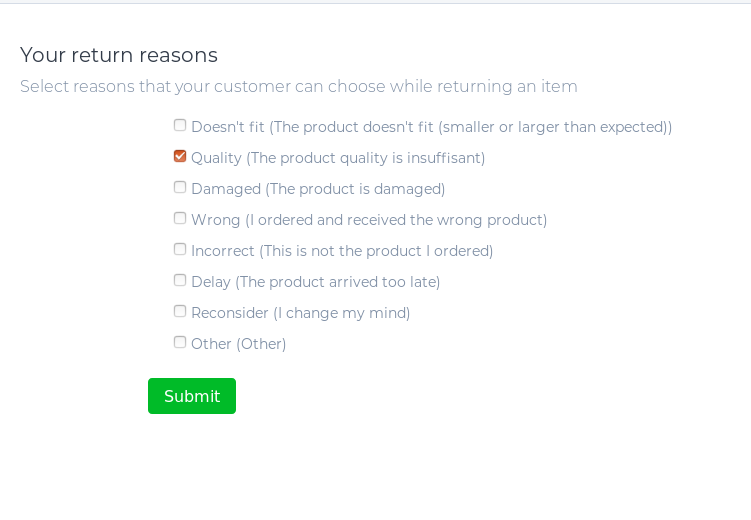 Your return reasons
Select reasons that your customer can choose while returning an item
Doesn't fit (The product doesn't fit (smaller or larger than expected))
Quality (The product quality is insuffisant)
Damaged (The product is damaged)
Wrong (I ordered and received the wrong product)
Incorrect (This is not the product I ordered)
Delay (The product arrived too late)
Reconsider (I change my mind)
Other (Other)
Submit